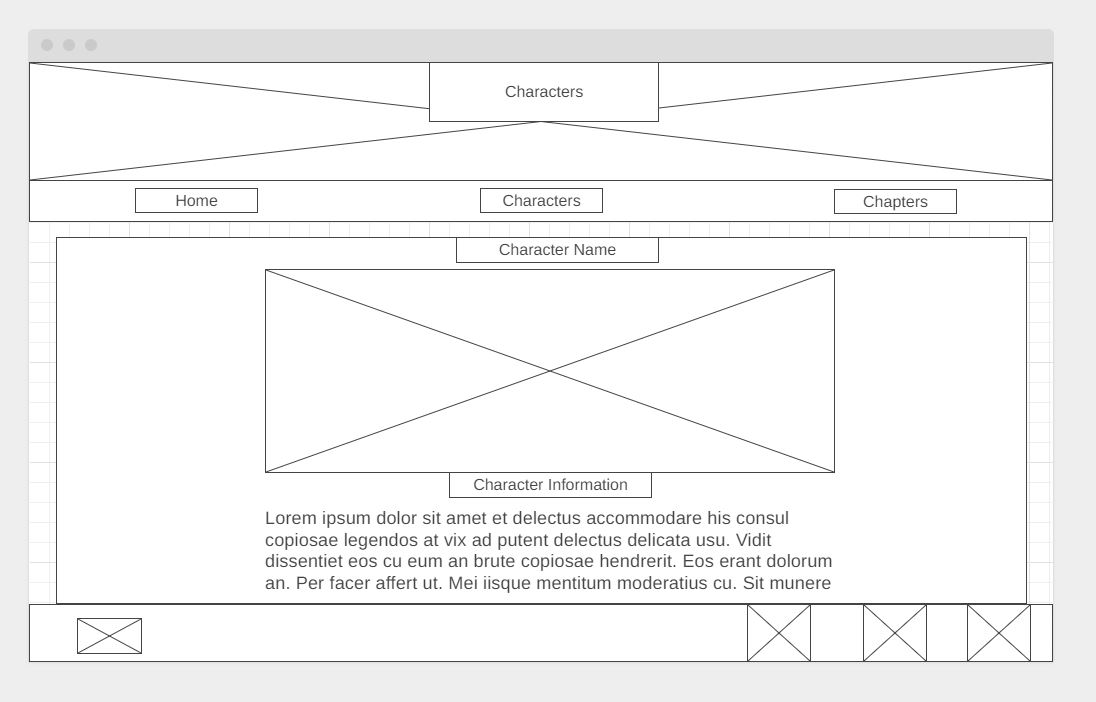 Characters
Home
Characters
Chapters
Character Name
Character Information
Lorem ipsum dolor sit amet et delectus accommodare his consul
copiosae legendos at vix ad putent delectus delicata usu. Vidit
dissentiet eos cu eum an brute copiosae hendrerit. Eos erant dolorum
an. Per facer affert ut. Mei iisque mentitum moderatius cu. Sit munere